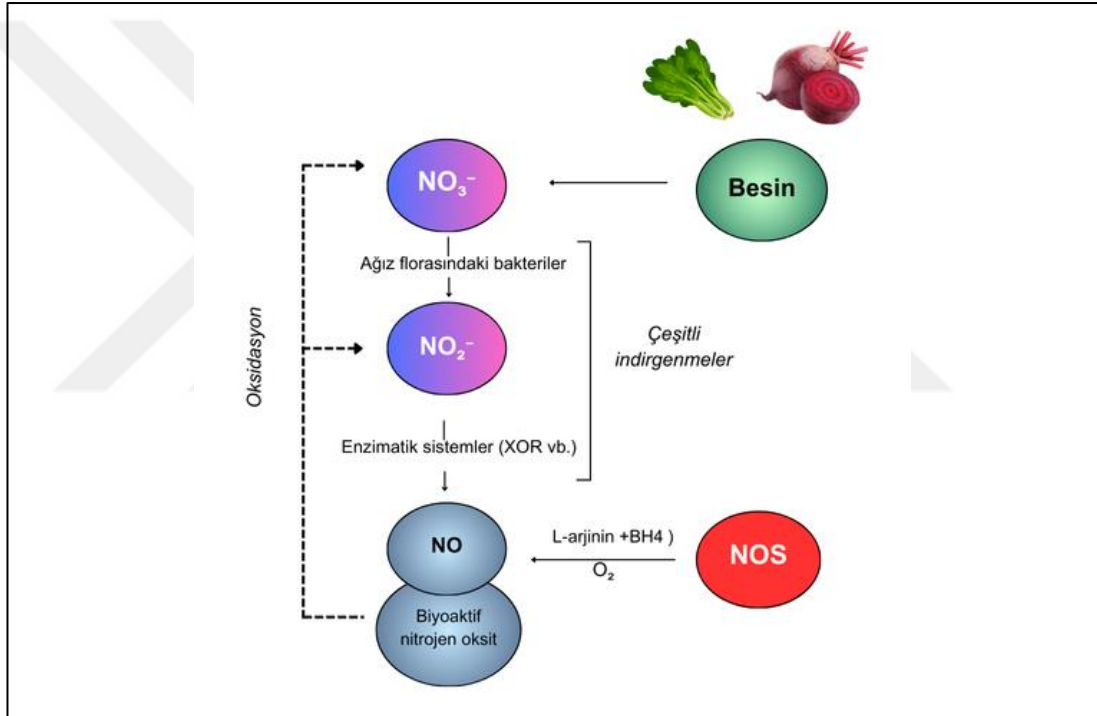 NO₃⁻
Besin
Ağız florasındaki bakteriler
NO₂⁻
Oksidasyon
Çeşitli
indirgenmeler
Enzimatik sistemler (XOR vb.)
NO
L-arjinin +BH4 )
O₂
NOS
Biyoaktif
nitrojen oksit